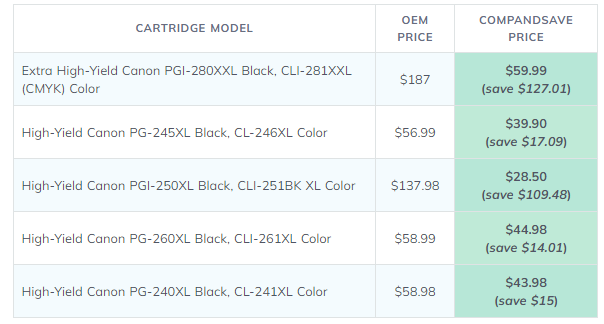 CARTRIDGE MODEL
OEM
PRICE
COMPANDSAVE
PRICE
Extra High-Yield Canon PGI-280XXL Black, CLI-281XXL
(CMYK) Color
$187
$59.99
(save $127.01)
High-Yield Canon PG-245XL Black, CL-246XL Color
$56.99
$39.90
(save $17.09)
High-Yield Canon PGI-250XL Black, CLI-251BK XL Color
$137.98
$28.50
(save $109.48)
High-Yield Canon PG-260XL Black, CLI-261XL Color
$58.99
$44.98
(save $14.01)
High-Yield Canon PG-240XL Black, CL-241XL Color
$58.98
$43.98
(save $15)